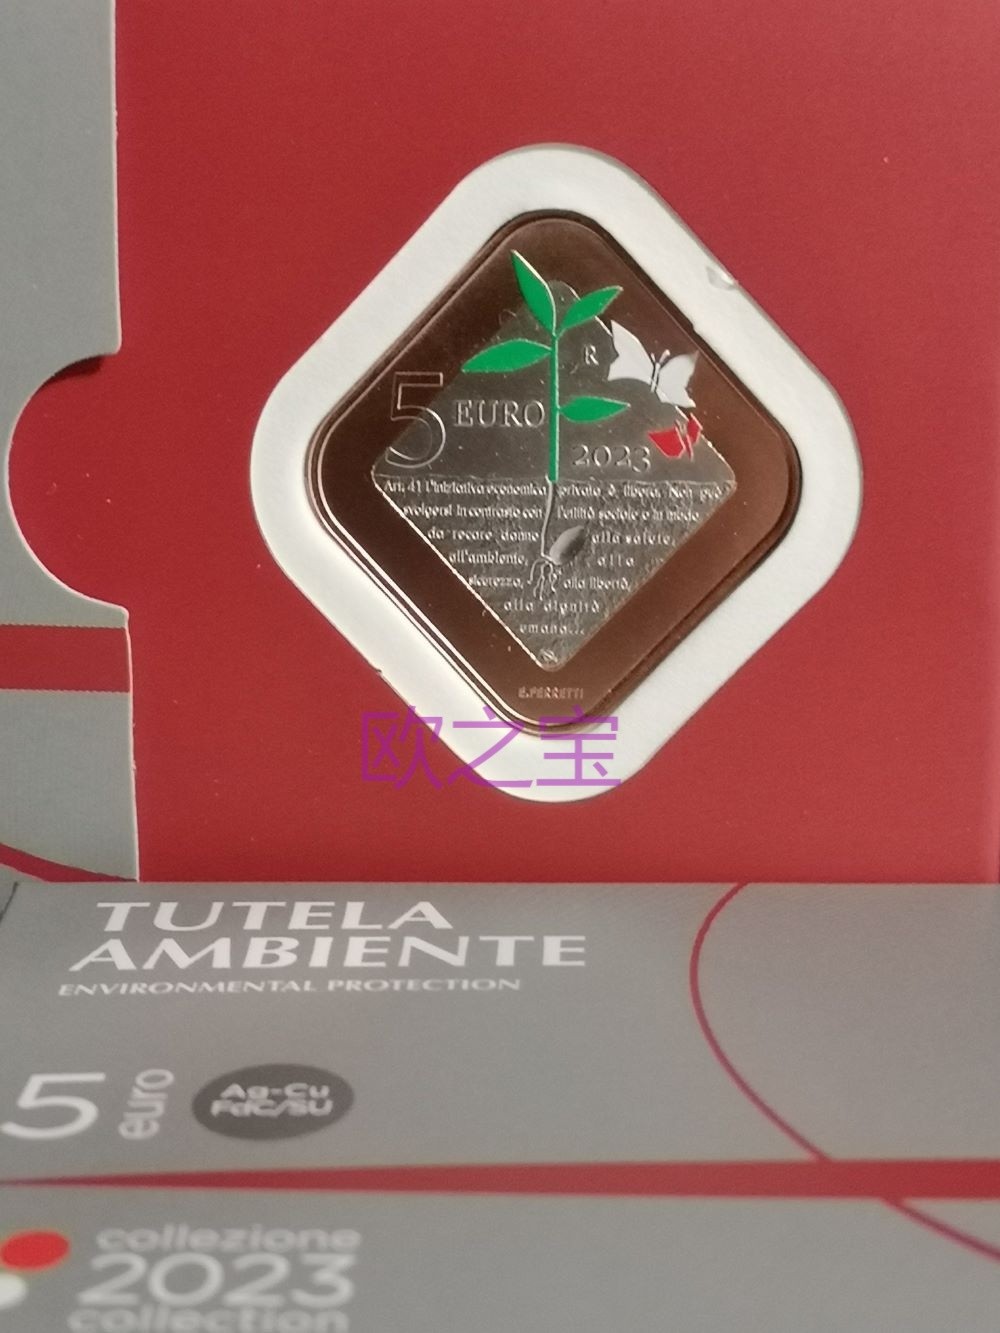 R
5 EURO
2023
Art. 41 L'iniziativa economica privata è libera. Non può
svolgersi in contrasto con l'utilità sociale o in modo
da recare danno alla salute,
all'ambiente, alla
sicurezza, alla libertà,
alla dignità
umana...
E.FERRETTI
欧之宝
TUTELA
AMBIENTE
ENVIRONMENTAL PROTECTION
5 euro
Ag-Cu
FdC/SU
collezione
2023
collection